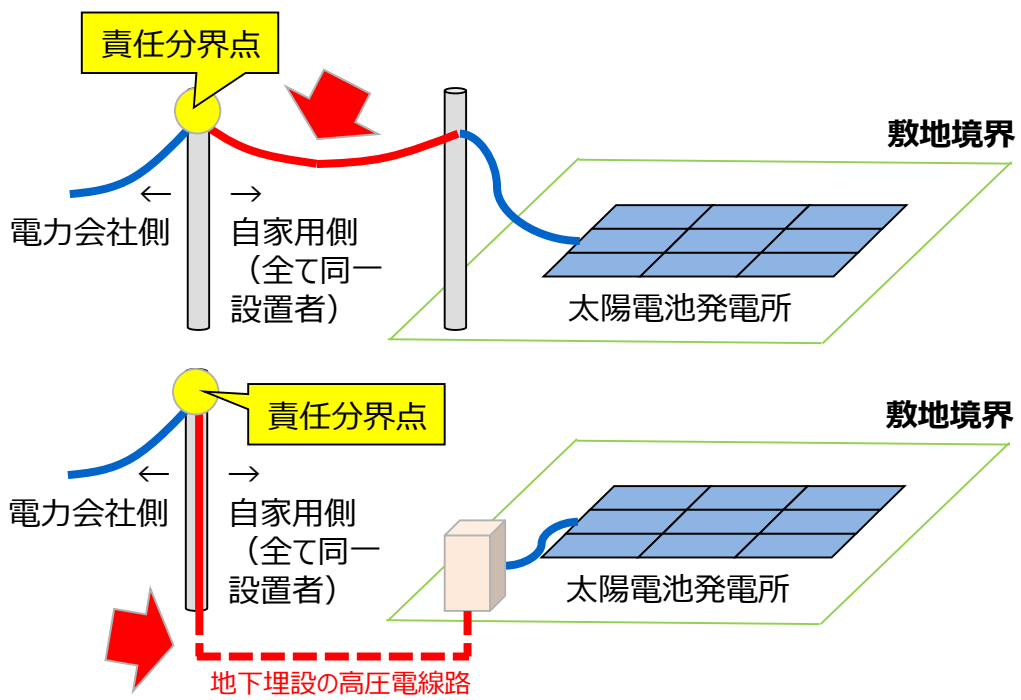 責任分界点
敷地境界
← →
電力会社側
自家用側
（全て同一
設置者）
太陽電池発電所
責任分界点
敷地境界
← →
電力会社側
自家用側
（全て同一
設置者）
太陽電池発電所
地下埋設の高圧電線路